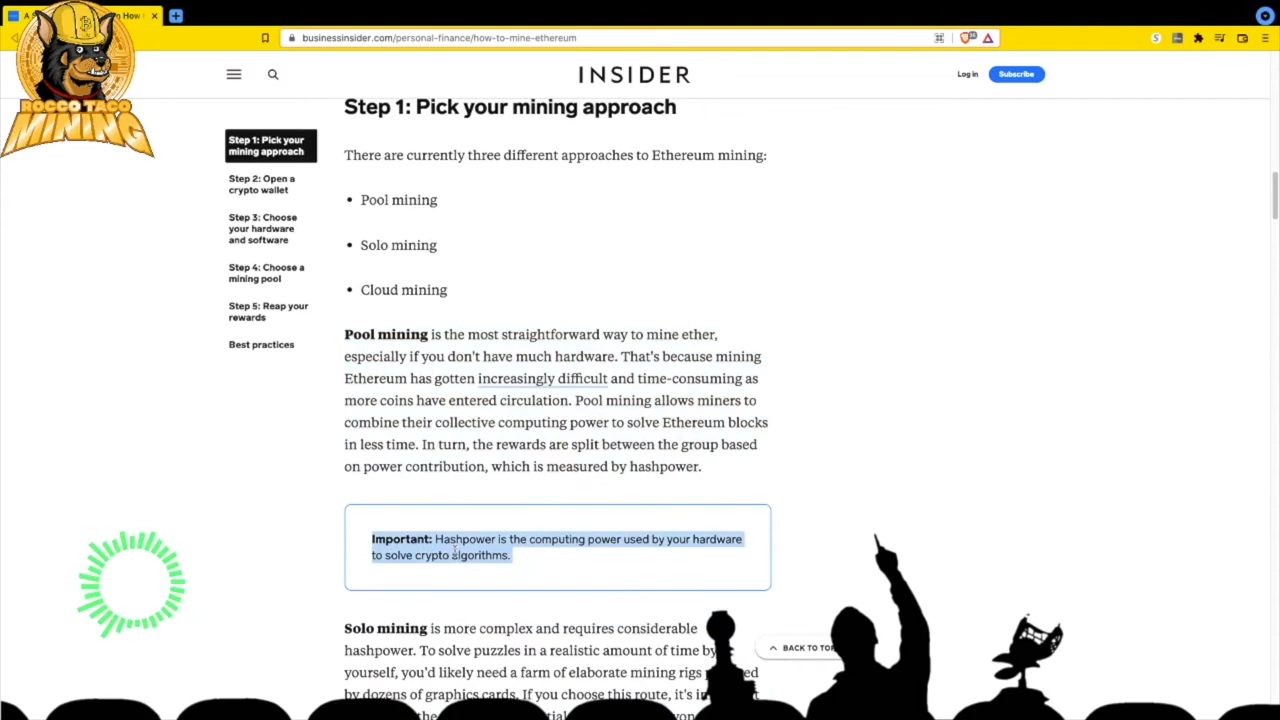 A
n How
businessinsider.com/personal-finance/how-to-mine-ethereum
ROCCO TACO
MINING
INSIDER
Log in
Subscribe
Step 1: Pick your
mining approach
Step 2: Open a
crypto wallet
Step 3: Choose
your hardware
and software
Step 4: Choose a
mining pool
Step 5: Reap your
rewards
Best practices
Step 1: Pick your mining approach
There are currently three different approaches to Ethereum mining:
• Pool mining
• Solo mining
• Cloud mining
Pool mining is the most straightforward way to mine ether,
especially if you don't have much hardware. That's because mining
Ethereum has gotten increasingly difficult and time-consuming as
more coins have entered circulation. Pool mining allows miners to
combine their collective computing power to solve Ethereum blocks
in less time. In turn, the rewards are split between the group based
on power contribution, which is measured by hashpower.
Important: Hashpower is the computing power used by your hardware
to solve crypto algorithms.
Solo mining is more complex and requires considerable
hashpower. To solve puzzles in a realistic amount of time by
yourself, you'd likely need a farm of elaborate mining rigs
by dozens of graphics cards. If you choose this route, it's
BACK TO TOP